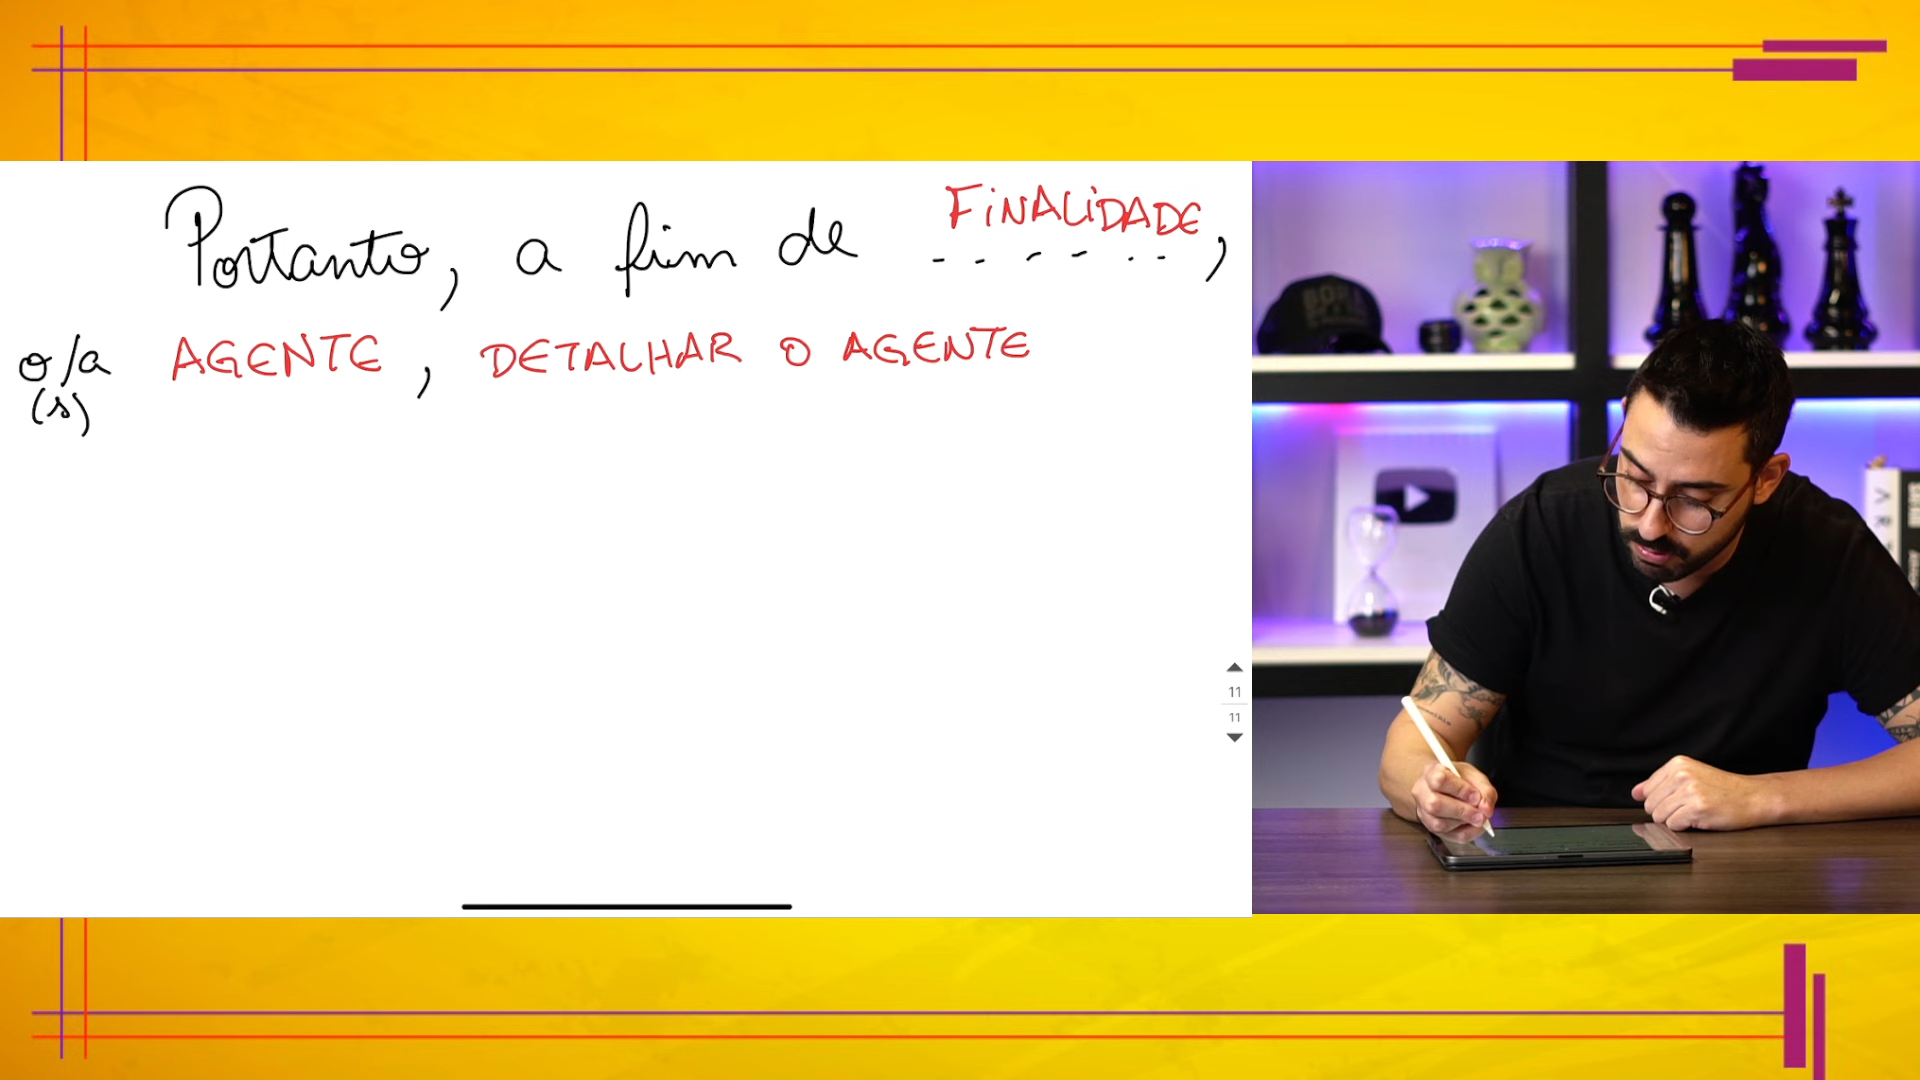 Portanto, a fim de ......., FINALIDADE
o/a(s) AGENTE, DETALHAR O AGENTE
11
11